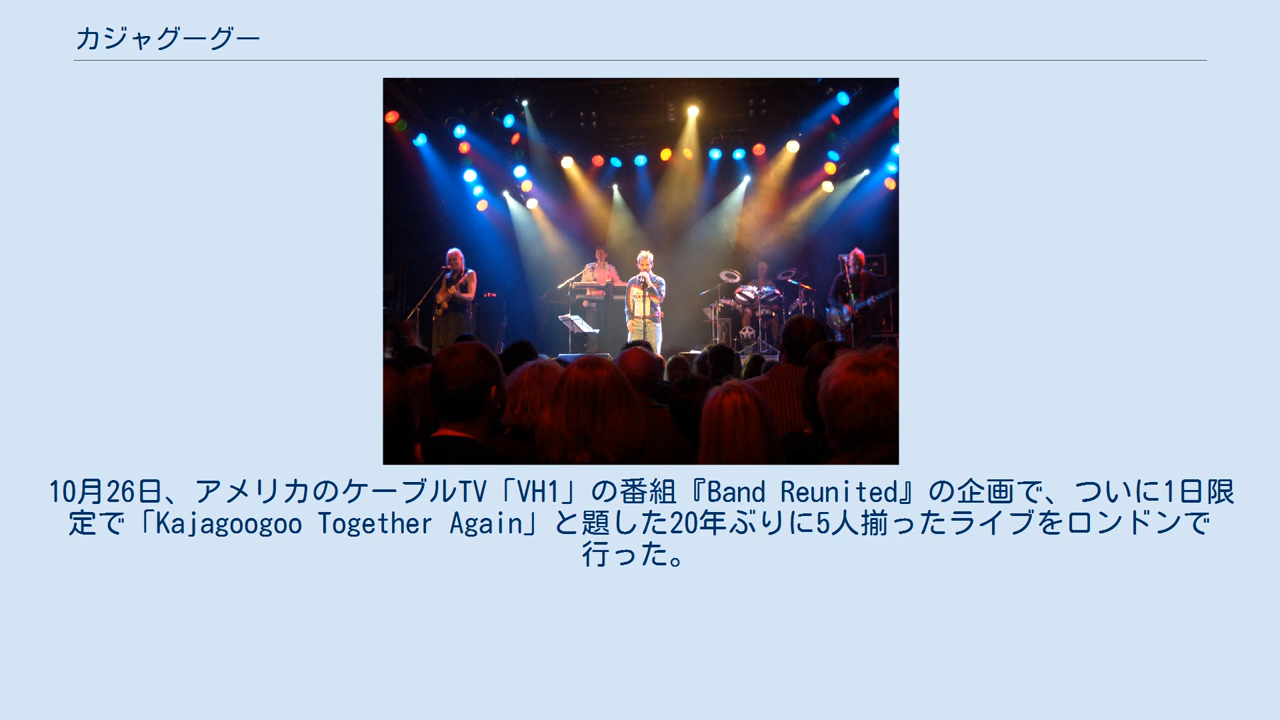 カジャグーグー
10月26日、アメリカのケーブルTV「VH1」の番組『Band Reunited』の企画で、ついに1日限
定で「Kajagoogoo Together Again」と題した20年ぶりに5人揃ったライブをロンドンで
行った。